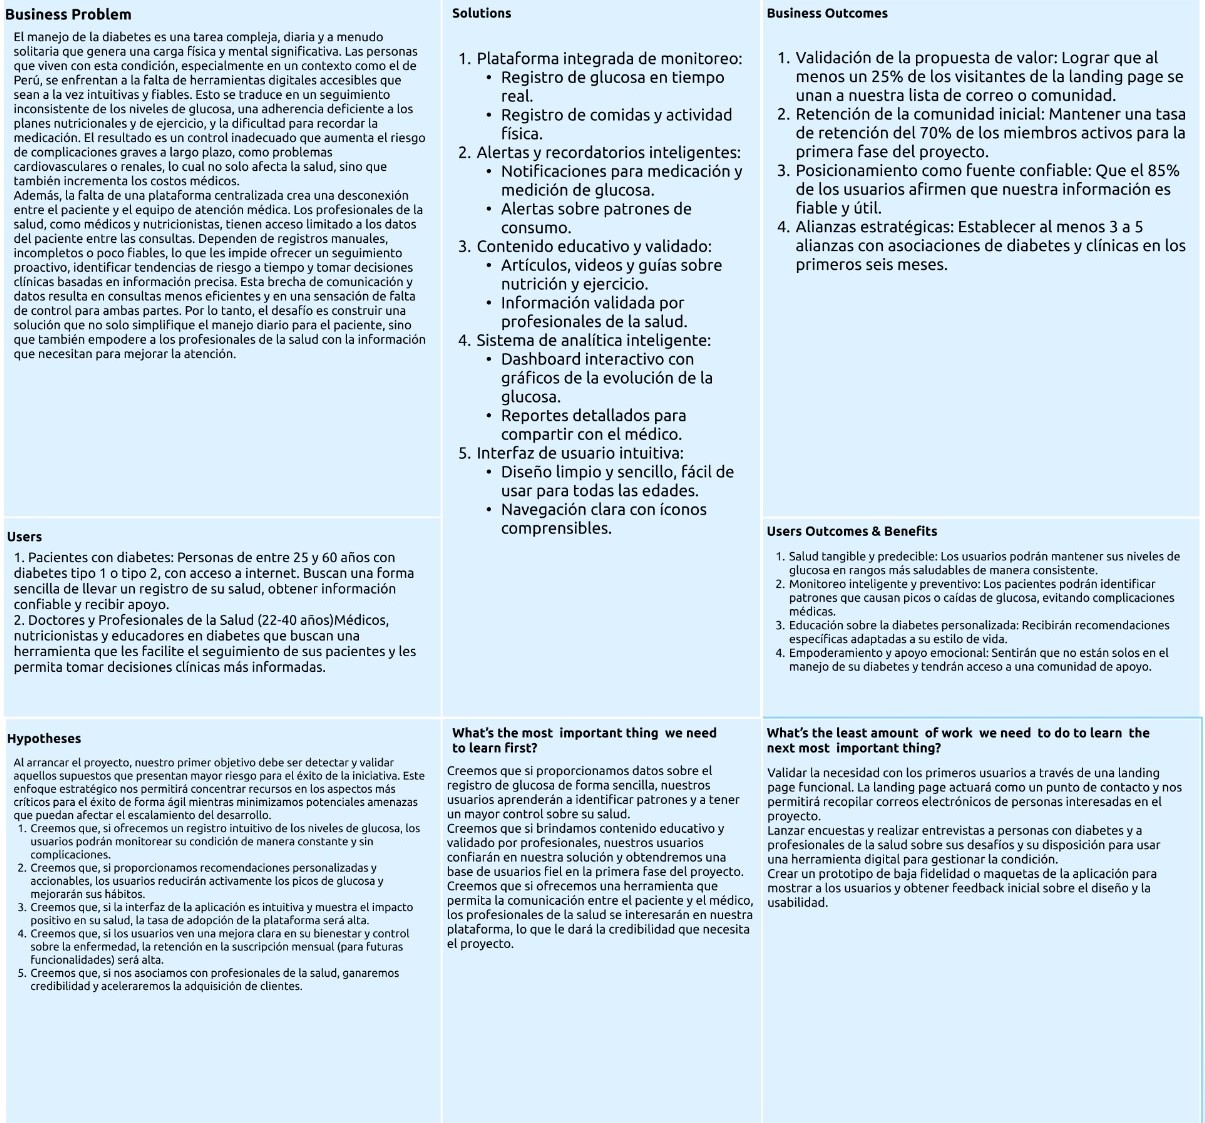 Business Problem
El manejo de la diabetes es una tarea compleja, diaria y a menudo
solitaria que genera una carga física y mental significativa. Las personas
que viven con esta condición, especialmente en un contexto como el de
Perú, se enfrentan a la falta de herramientas digitales accesibles que
sean a la vez intuitivas y fiables. Esto se traduce en un seguimiento
inconsistente de los niveles de glucosa, una adherencia deficiente a los
planes nutricionales y de ejercicio, y la dificultad para recordar la
medicación. El resultado es un control inadecuado que aumenta el riesgo
de complicaciones graves a largo plazo, como problemas
cardiovasculares o renales, lo cual no solo afecta la salud, sino que
también incrementa los costos médicos.
Además, la falta de una plataforma centralizada crea una desconexión
entre el paciente y el equipo de atención médica. Los profesionales de la
salud, como médicos y nutricionistas, tienen acceso limitado a los datos
del paciente entre las consultas. Dependen de registros manuales,
incompletos o poco fiables, lo que les impide ofrecer un seguimiento
proactivo, identificar tendencias de riesgo a tiempo y tomar decisiones
clínicas basadas en información precisa. Esta brecha de comunicación y
datos resulta en consultas menos eficientes y en una sensación de falta
de control para ambas partes. Por lo tanto, el desafío es construir una
solución que no solo simplifique el manejo diario para el paciente, sino
que también empodere a los profesionales de la salud con la información
que necesitan para mejorar la atención.
Solutions
1. Plataforma integrada de monitoreo:
• Registro de glucosa en tiempo
real.
• Registro de comidas y actividad
física.
2. Alertas y recordatorios inteligentes:
• Notificaciones para medicación y
medición de glucosa.
• Alertas sobre patrones de
consumo.
3. Contenido educativo y validado:
• Artículos, videos y guías sobre
nutrición y ejercicio.
• Información validada por
profesionales de la salud.
4. Sistema de analítica inteligente:
• Dashboard interactivo con
gráficos de la evolución de la
glucosa.
• Reportes detallados para
compartir con el médico.
5. Interfaz de usuario intuitiva:
• Diseño limpio y sencillo, fácil de
usar para todas las edades.
• Navegación clara con íconos
comprensibles.
Business Outcomes
1. Validación de la propuesta de valor: Lograr que al
menos un 25% de los visitantes de la landing page se
unan a nuestra lista de correo o comunidad.
2. Retención de la comunidad inicial: Mantener una tasa
de retención del 70% de los miembros activos para la
primera fase del proyecto.
3. Posicionamiento como fuente confiable: Que el 85%
de los usuarios afirmen que nuestra información es
fiable y útil.
4. Alianzas estratégicas: Establecer al menos 3 a 5
alianzas con asociaciones de diabetes y clínicas en los
primeros seis meses.
Users
1. Pacientes con diabetes: Personas de entre 25 y 60 años con
diabetes tipo 1 o tipo 2, con acceso a internet. Buscan una forma
sencilla de llevar un registro de su salud, obtener información
confiable y recibir apoyo.
2. Doctores y Profesionales de la Salud (22-40 años)Médicos,
nutricionistas y educadores en diabetes que buscan una
herramienta que les facilite el seguimiento de sus pacientes y les
permita tomar decisiones clínicas más informadas.
Users Outcomes & Benefits
1. Salud tangible y predecible: Los usuarios podrán mantener sus niveles de
glucosa en rangos más saludables de manera consistente.
2. Monitoreo inteligente y preventivo: Los pacientes podrán identificar
patrones que causan picos o caídas de glucosa, evitando complicaciones
médicas.
3. Educación sobre la diabetes personalizada: Recibirán recomendaciones
específicas adaptadas a su estilo de vida.
4. Empoderamiento y apoyo emocional: Sentirán que no están solos en el
manejo de su diabetes y tendrán acceso a una comunidad de apoyo.
Hypotheses
Al arrancar el proyecto, nuestro primer objetivo debe ser detectar y validar
aquellos supuestos que presentan mayor riesgo para el éxito de la iniciativa. Este
enfoque estratégico nos permitirá concentrar recursos en los aspectos más
críticos para el éxito de forma ágil mientras minimizamos potenciales amenazas
que puedan afectar el escalamiento del desarrollo.
1. Creemos que, si ofrecemos un registro intuitivo de los niveles de glucosa, los
usuarios podrán monitorear su condición de manera constante y sin
complicaciones.
2. Creemos que, si proporcionamos recomendaciones personalizadas y
accionables, los usuarios reducirán activamente los picos de glucosa y
mejorarán sus hábitos.
3. Creemos que, si la interfaz de la aplicación es intuitiva y muestra el impacto
positivo en su salud, la tasa de adopción de la plataforma será alta.
4. Creemos que, si los usuarios ven una mejora clara en su bienestar y control
sobre la enfermedad, la retención en la suscripción mensual (para futuras
funcionalidades) será alta.
5. Creemos que, si nos asociamos con profesionales de la salud, ganaremos
credibilidad y aceleraremos la adquisición de clientes.
What's the most important thing we need
to learn first?
Creemos que si proporcionamos datos sobre el
registro de glucosa de forma sencilla, nuestros
usuarios aprenderán a identificar patrones y a tener
un mayor control sobre su salud.
Creemos que si brindamos contenido educativo y
validado por profesionales, nuestros usuarios
confiarán en nuestra solución y obtendremos una
base de usuarios fiel en la primera fase del proyecto.
Creemos que si ofrecemos una herramienta que
permita la comunicación entre el paciente y el médico,
los profesionales de la salud se interesarán en nuestra
plataforma, lo que le dará la credibilidad que necesita
el proyecto.
What's the least amount of work we need to do to learn the
next most important thing?
Validar la necesidad con los primeros usuarios a través de una landing
page funcional. La landing page actuará como un punto de contacto y nos
permitirá recopilar correos electrónicos de personas interesadas en el
proyecto.
Lanzar encuestas y realizar entrevistas a personas con diabetes y a
profesionales de la salud sobre sus desafíos y su disposición para usar
una herramienta digital para gestionar la condición.
Crear un prototipo de baja fidelidad o maquetas de la aplicación para
mostrar a los usuarios y obtener feedback inicial sobre el diseño y la
usabilidad.